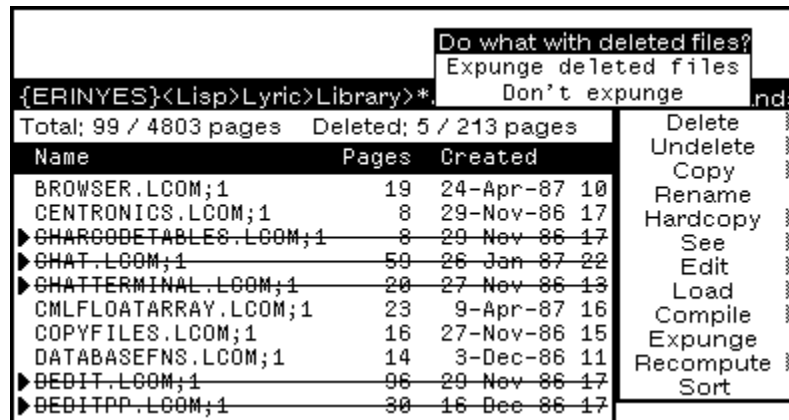 Do what with deleted files?
Expunge deleted files
Don't expunge
{ERINYES}<Lisp>Lyric>Library>*.
Total: 99 / 4803 pages Deleted: 5 / 213 pages
Name Pages Created
BROWSER.LCOM;1 19 24-Apr-87 10
CENTRONICS.LCOM;1 8 29-Nov-86 17
CHARCODETABLES.LCOM;1 8 29-Nov-86 17
CHAT.LCOM;1 59 26-Jan-87 22
CHATTERMINAL.LCOM;1 20 27-Nov-86 13
CMLFLOATARRAY.LCOM;1 23 9-Apr-87 16
COPYFILES.LCOM;1 16 27-Nov-86 15
DATABASEFNS.LCOM;1 14 3-Dec-86 11
DEDIT.LCOM;1 96 29-Nov-86 17
DEDITPP.LCOM;1 30 16-Dec-86 17
Delete
Undelete
Copy
Rename
Hardcopy
See
Edit
Load
Compile
Expunge
Recompute
Sort